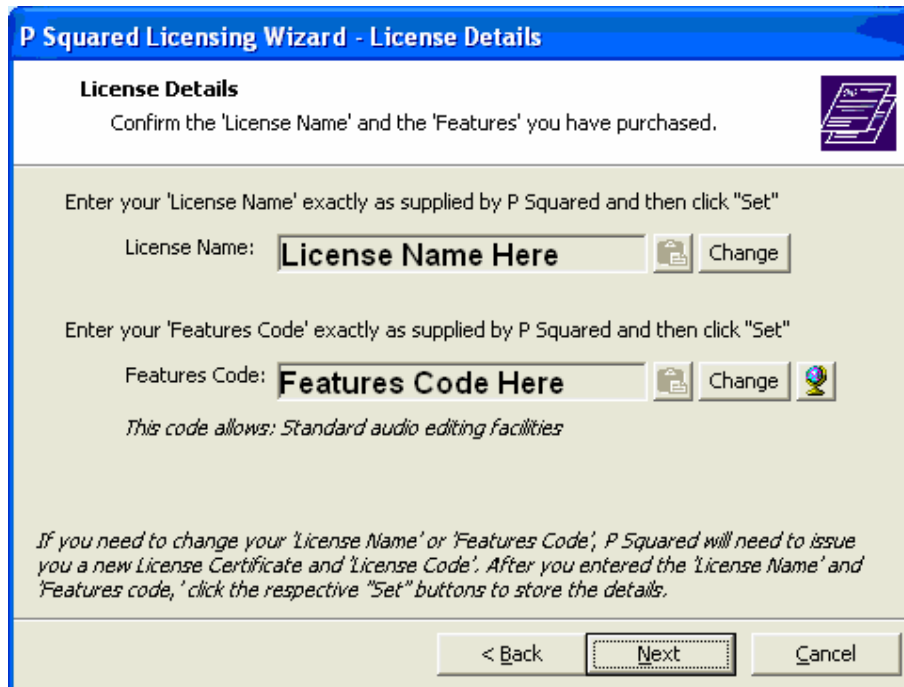 P Squared Licensing Wizard - License Details
License Details
Confirm the 'License Name' and the 'Features' you have purchased.
Enter your 'License Name' exactly as supplied by P Squared and then click "Set"
License Name: License Name Here Change
Enter your 'Features Code' exactly as supplied by P Squared and then click "Set"
Features Code: Features Code Here Change
This code allows: Standard audio editing facilities
If you need to change your 'License Name' or 'Features Code', P Squared will need to issue
you a new License Certificate and 'License Code'. After you entered the 'License Name' and
'Features code,' click the respective "Set" buttons to store the details.
< Back Next Cancel